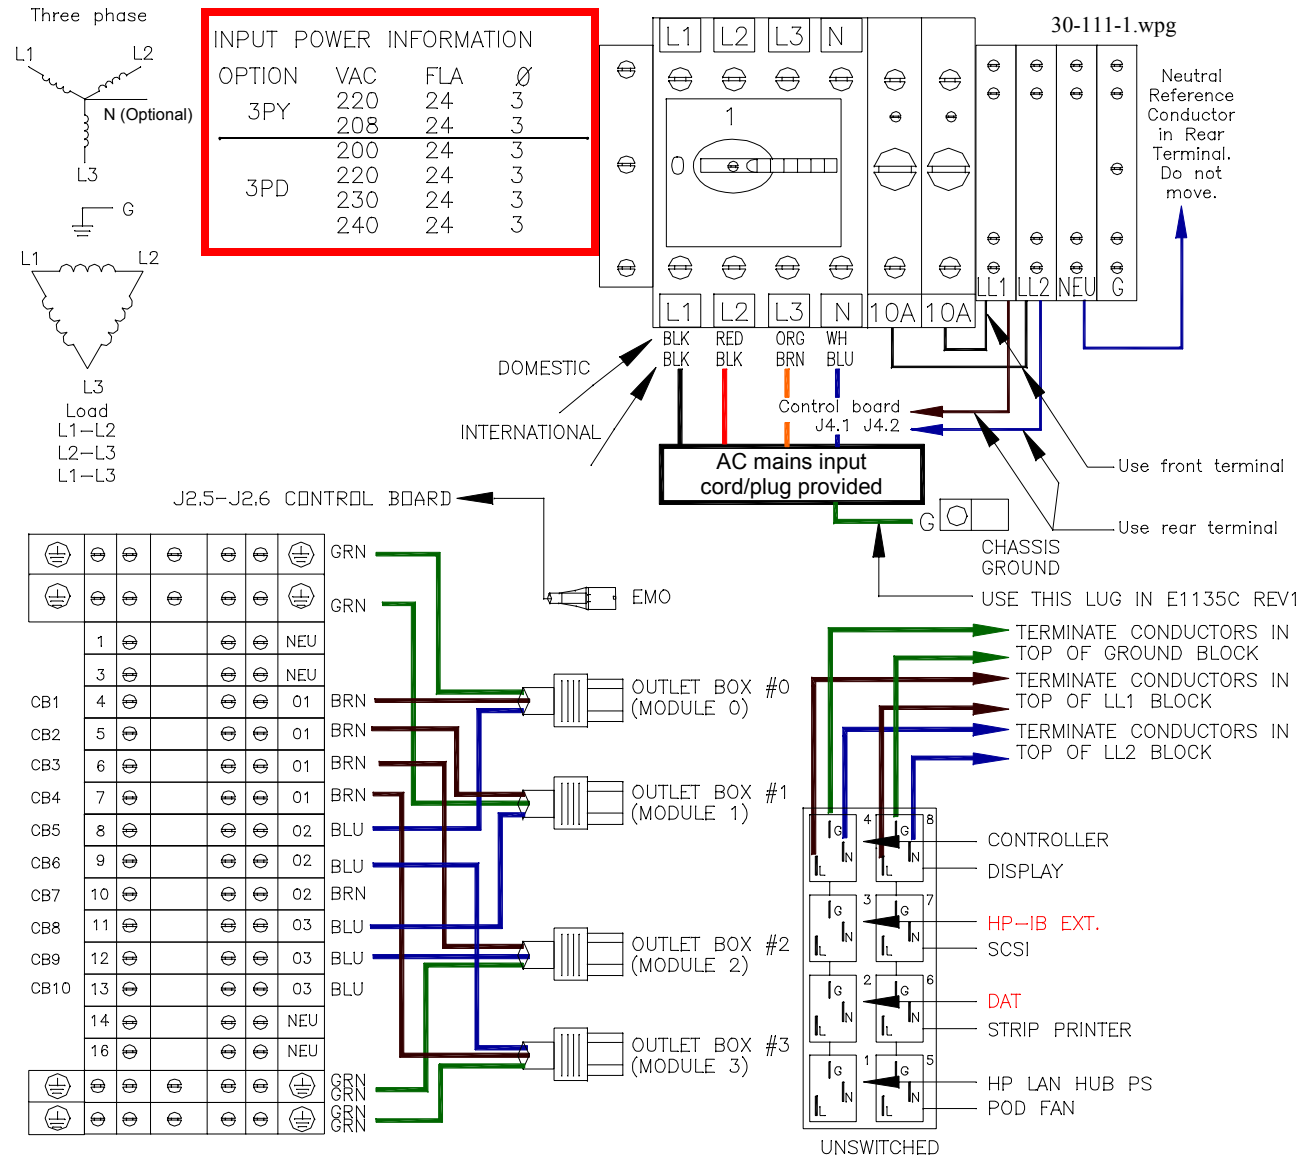 Three phase
L1
L2
N (Optional)
L3
G
L1
L2
L3
Load
L1-L2
L2-L3
L1-L3
INPUT POWER INFORMATION
OPTION VAC FLA Ø
3PY 220 24 3
208 24 3
3PD 200 24 3
220 24 3
230 24 3
240 24 3
30-111-1.wpg
L1 L2 L3 N
1
0
L1 L2 L3 N 10A 10A LL1 LL2 NEU G
Neutral
Reference
Conductor
in Rear
Terminal.
Do not
move.
DOMESTIC
BLK RED ORG WH
INTERNATIONAL
BLK BLK BRN BLU
Control board
J4.1 J4.2
AC mains input
cord/plug provided
Use front terminal
Use rear terminal
G
CHASSIS
GROUND
USE THIS LUG IN E1135C REV1
J2.5-J2.6 CONTROL BOARD
EMO
GRN
GRN
1 NEU
3 NEU
CB1 4 01 BRN
CB2 5 01 BRN
CB3 6 01 BRN
CB4 7 01 BRN
CB5 8 02 BLU
CB6 9 02 BLU
CB7 10 02 BRN
CB8 11 03 BLU
CB9 12 03 BLU
CB10 13 03 BLU
14 NEU
16 NEU
GRN
GRN
GRN
GRN
OUTLET BOX #0
(MODULE 0)
OUTLET BOX #1
(MODULE 1)
OUTLET BOX #2
(MODULE 2)
OUTLET BOX #3
(MODULE 3)
TERMINATE CONDUCTORS IN
TOP OF GROUND BLOCK
TERMINATE CONDUCTORS IN
TOP OF LL1 BLOCK
TERMINATE CONDUCTORS IN
TOP OF LL2 BLOCK
G N L 4 G N L 8
CONTROLLER
DISPLAY
G N L 3 G N L 7
HP-IB EXT.
SCSI
G N L 2 G N L 6
DAT
STRIP PRINTER
G N L 1 G N L 5
HP LAN HUB PS
POD FAN
UNSWITCHED